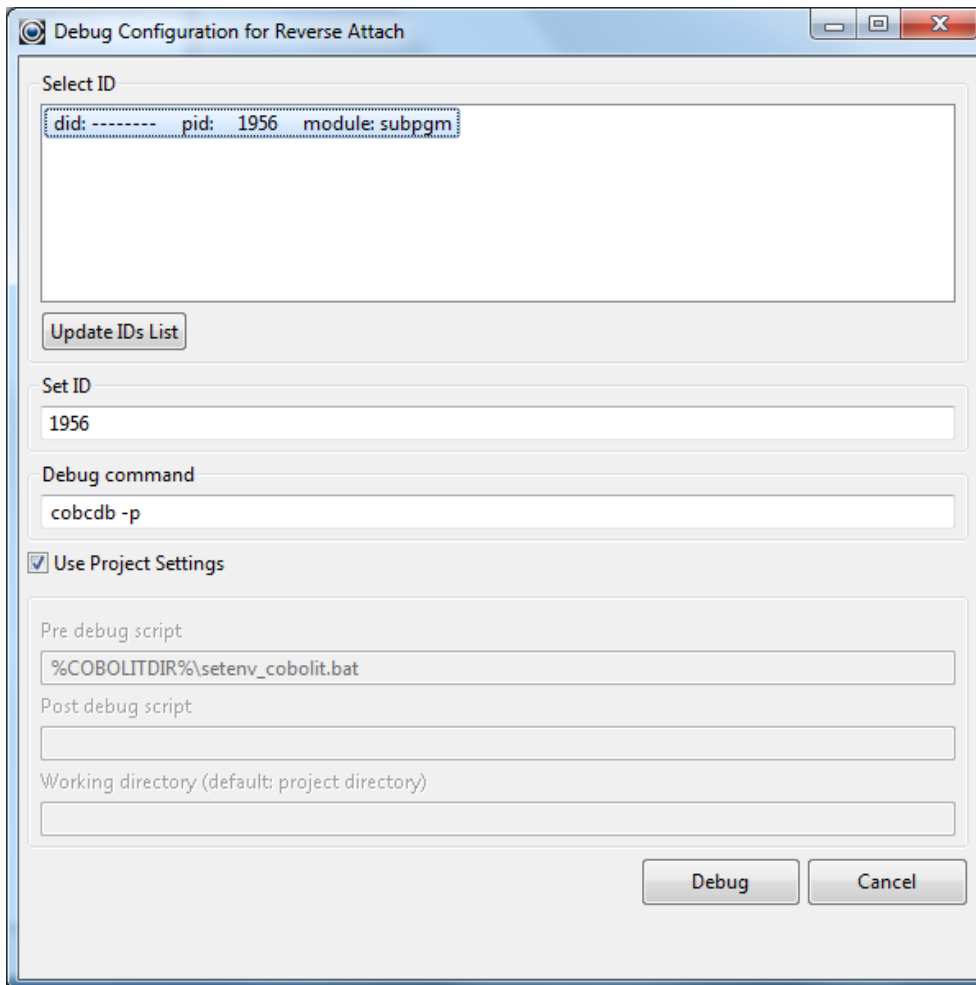 Debug Configuration for Reverse Attach
Select ID
did: -------- pid: 1956 module: subpgm
Update IDs List
Set ID
1956
Debug command
cobcdb -p
Use Project Settings
Pre debug script
%COBOLITDIR%\setenv_cobolit.bat
Post debug script
Working directory (default: project directory)
Debug Cancel